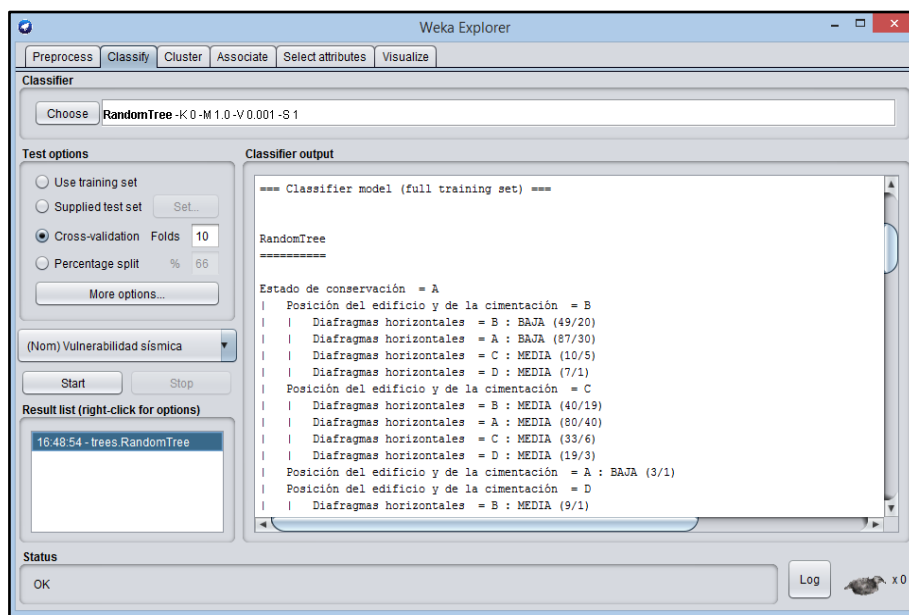 Weka Explorer
Preprocess Classify Cluster Associate Select attributes Visualize
Classifier
Choose RandomTree -K 0 -M 1.0 -V 0.001 -S 1
Test options
Use training set
Supplied test set Set...
Cross-validation Folds 10
Percentage split % 66
More options...
(Nom) Vulnerabilidad sísmica
Start Stop
Result list (right-click for options)
16:48:54 - trees.RandomTree
Classifier output
=== Classifier model (full training set) ===
RandomTree
==========
Estado de conservación = A
| Posición del edificio y de la cimentación = B
| | Diafragmas horizontales = B : BAJA (49/20)
| | Diafragmas horizontales = A : BAJA (87/30)
| | Diafragmas horizontales = C : MEDIA (10/5)
| | Diafragmas horizontales = D : MEDIA (7/1)
| Posición del edificio y de la cimentación = C
| | Diafragmas horizontales = B : MEDIA (40/19)
| | Diafragmas horizontales = A : MEDIA (80/40)
| | Diafragmas horizontales = C : MEDIA (33/6)
| | Diafragmas horizontales = D : MEDIA (19/3)
| Posición del edificio y de la cimentación = A : BAJA (3/1)
| Posición del edificio y de la cimentación = D
| | Diafragmas horizontales = B : MEDIA (9/1)
Status
OK
Log x 0